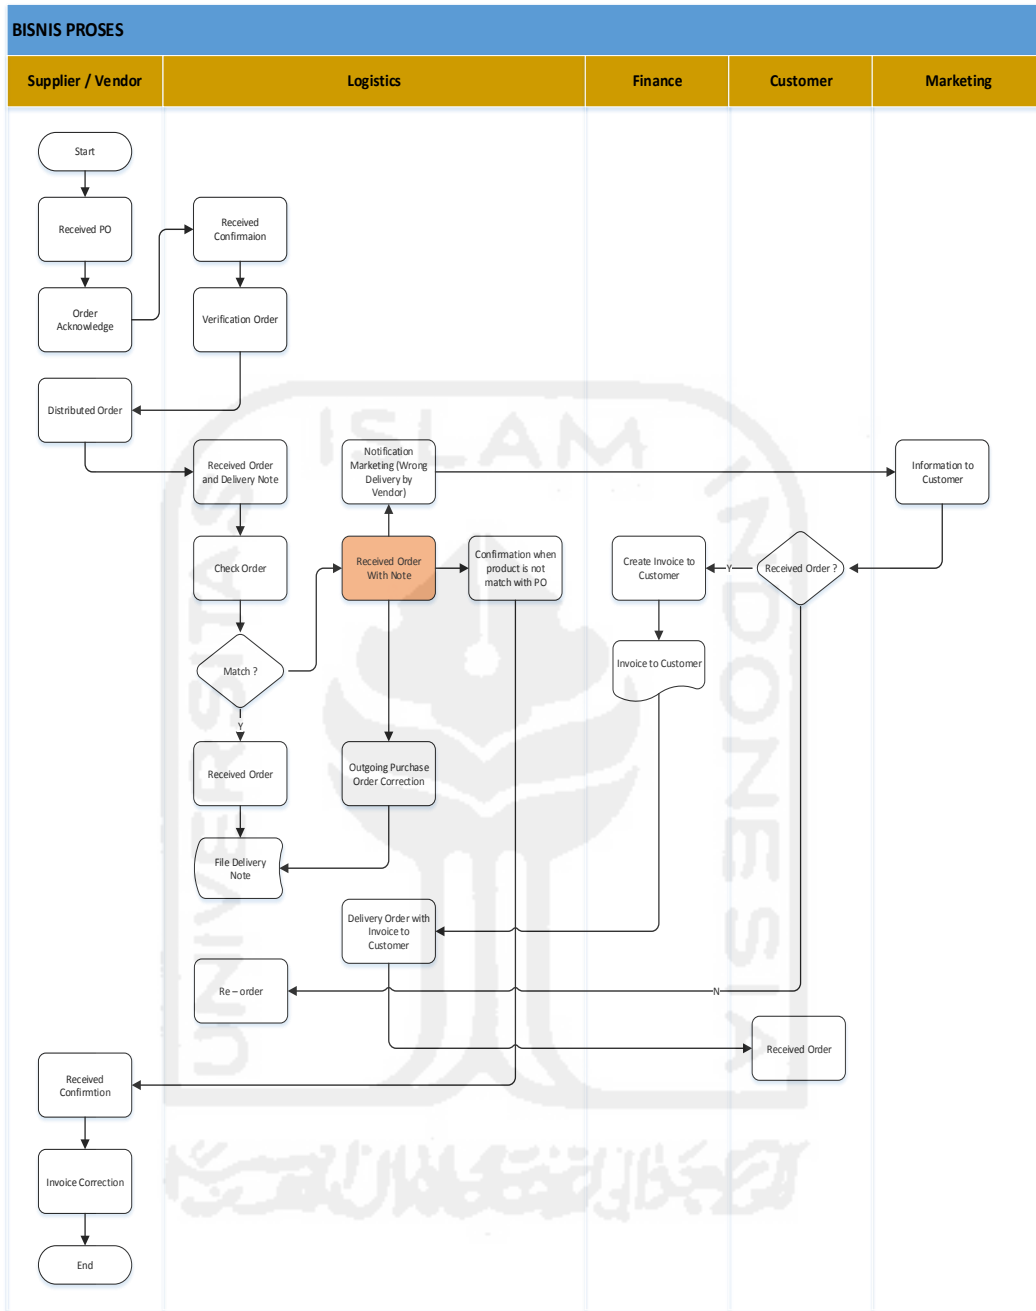 BISNIS PROSES
Supplier / Vendor
Logistics
Finance
Customer
Marketing
Start
Received PO
Received
Confirmaion
Order
Acknowledge
Verification Order
Distributed Order
Received Order
and Delivery Note
Notification
Marketing (Wrong
Delivery by
Vendor)
Information to
Customer
Check Order
Received Order
With Note
Confirmation when
product is not
match with PO
Create Invoice to
Customer
Y
Received Order ?
Match ?
Invoice to Customer
Y
Received Order
Outgoing Purchase
Order Correction
File Delivery
Note
Delivery Order with
Invoice to
Customer
Re – order
N
Received Order
Received
Confirmtion
Invoice Correction
End
UNIVERSITAS
ISLAM
INDONESIA